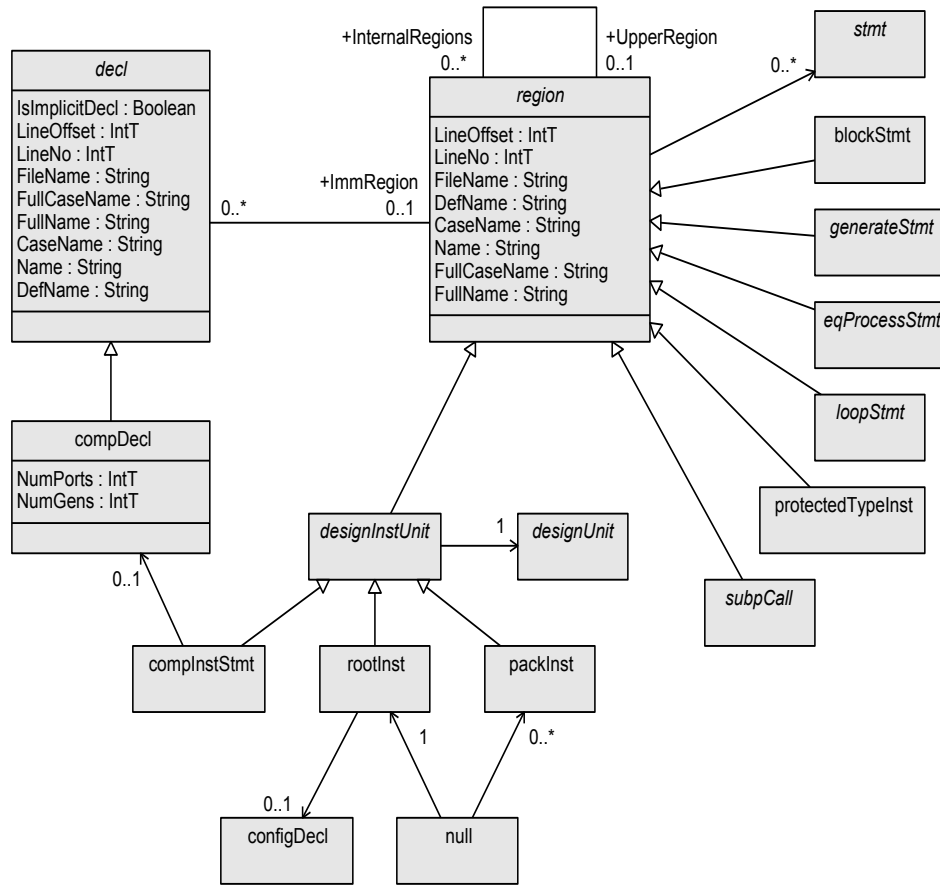 +InternalRegions
0..*
+UpperRegion
0..1
stmt
0..*
decl
IsImplicitDecl : Boolean
LineOffset : IntT
LineNo : IntT
FileName : String
FullCaseName : String
FullName : String
CaseName : String
Name : String
DefName : String
+ImmRegion
0..*
0..1
region
LineOffset : IntT
LineNo : IntT
FileName : String
DefName : String
CaseName : String
Name : String
FullCaseName : String
FullName : String
blockStmt
generateStmt
eqProcessStmt
loopStmt
protectedTypeInst
subpCall
compDecl
NumPorts : IntT
NumGens : IntT
0..1
designInstUnit
1
designUnit
compInstStmt
rootInst
packInst
1
0..*
0..1
configDecl
null